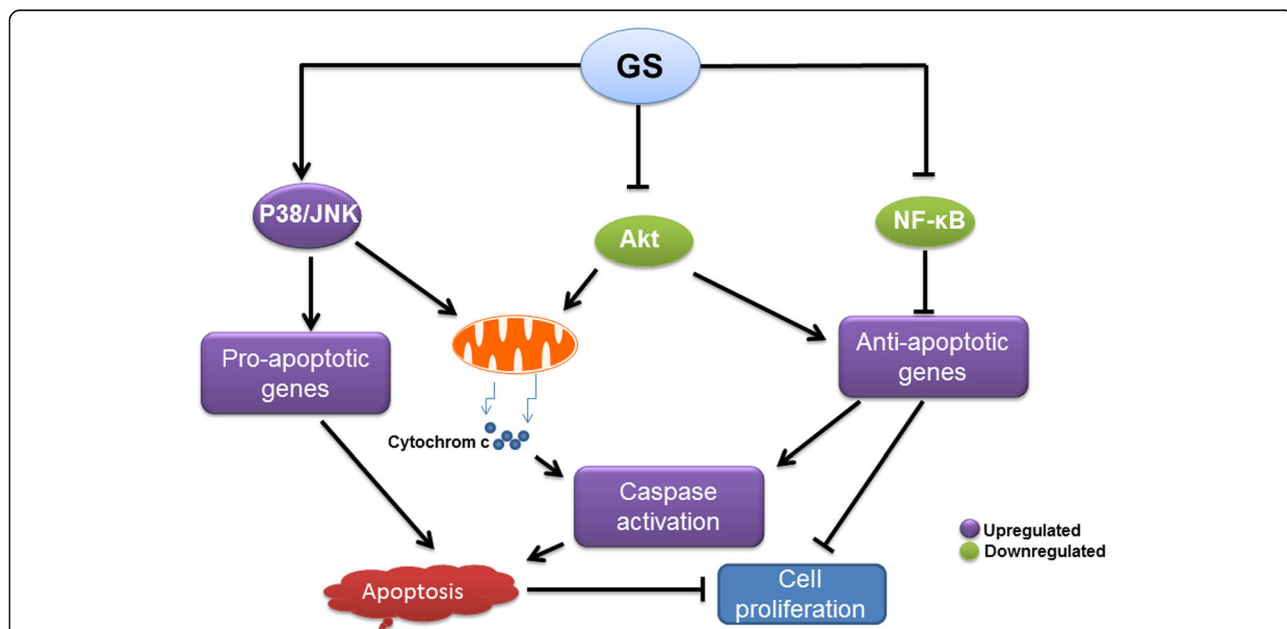 GS
P38/JNK
Akt
NF-κB
Pro-apoptotic
genes
Anti-apoptotic
genes
Cytochrom c
Caspase
activation
Upregulated
Downregulated
Apoptosis
Cell
proliferation